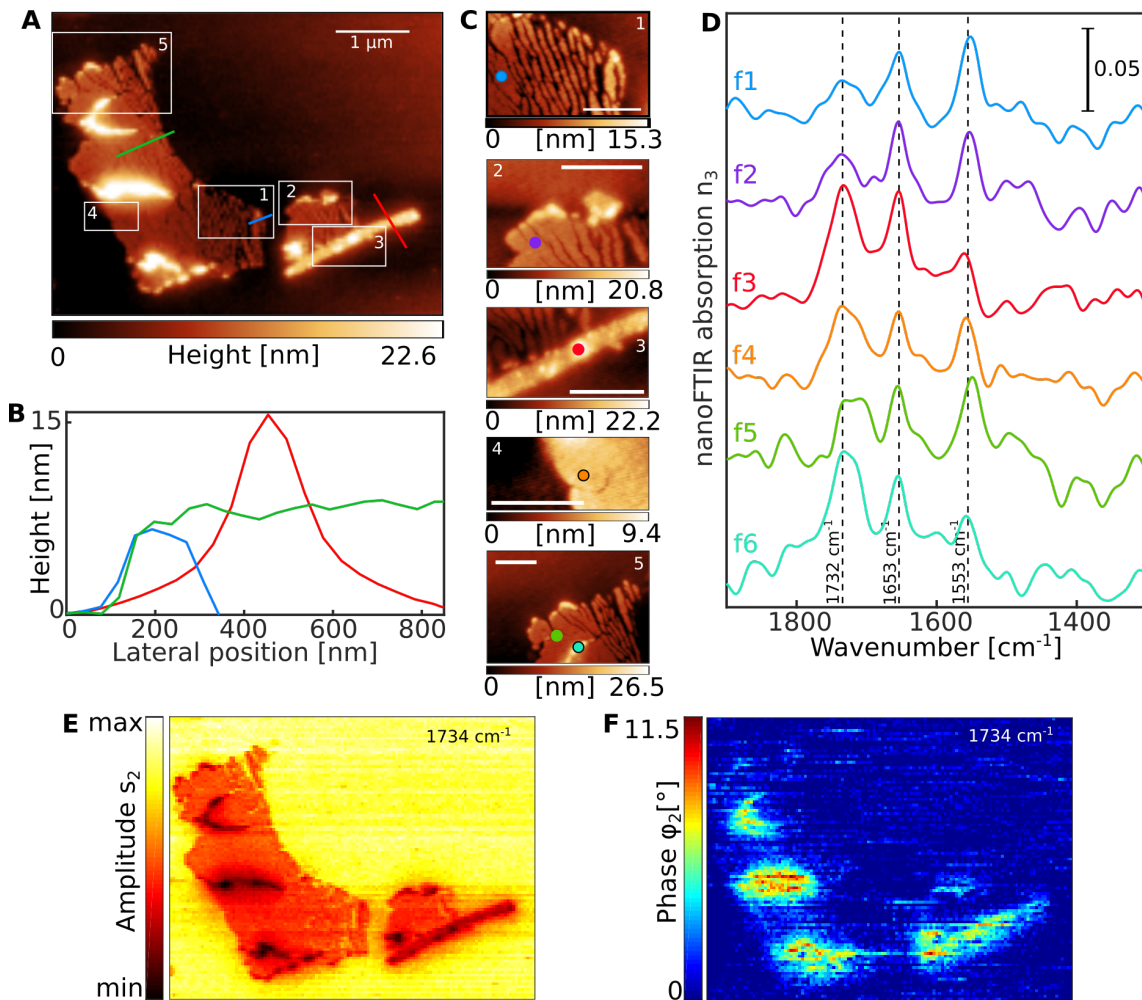 A
5
1 µm
1
2
4
3
0 Height [nm] 22.6
B
15
Height [nm]
0
0 200 400 600 800
Lateral position [nm]
C
1
0 [nm] 15.3
2
0 [nm] 20.8
3
0 [nm] 22.2
4
0 [nm] 9.4
5
0 [nm] 26.5
D
0.05
f1
f2
f3
f4
f5
f6
nanoFTIR absorption n₃
1732 cm⁻¹
1653 cm⁻¹
1553 cm⁻¹
1800 1600 1400
Wavenumber [cm⁻¹]
E
max
Amplitude s₂
min
1734 cm⁻¹
F
11.5
Phase φ₂[°]
0
1734 cm⁻¹